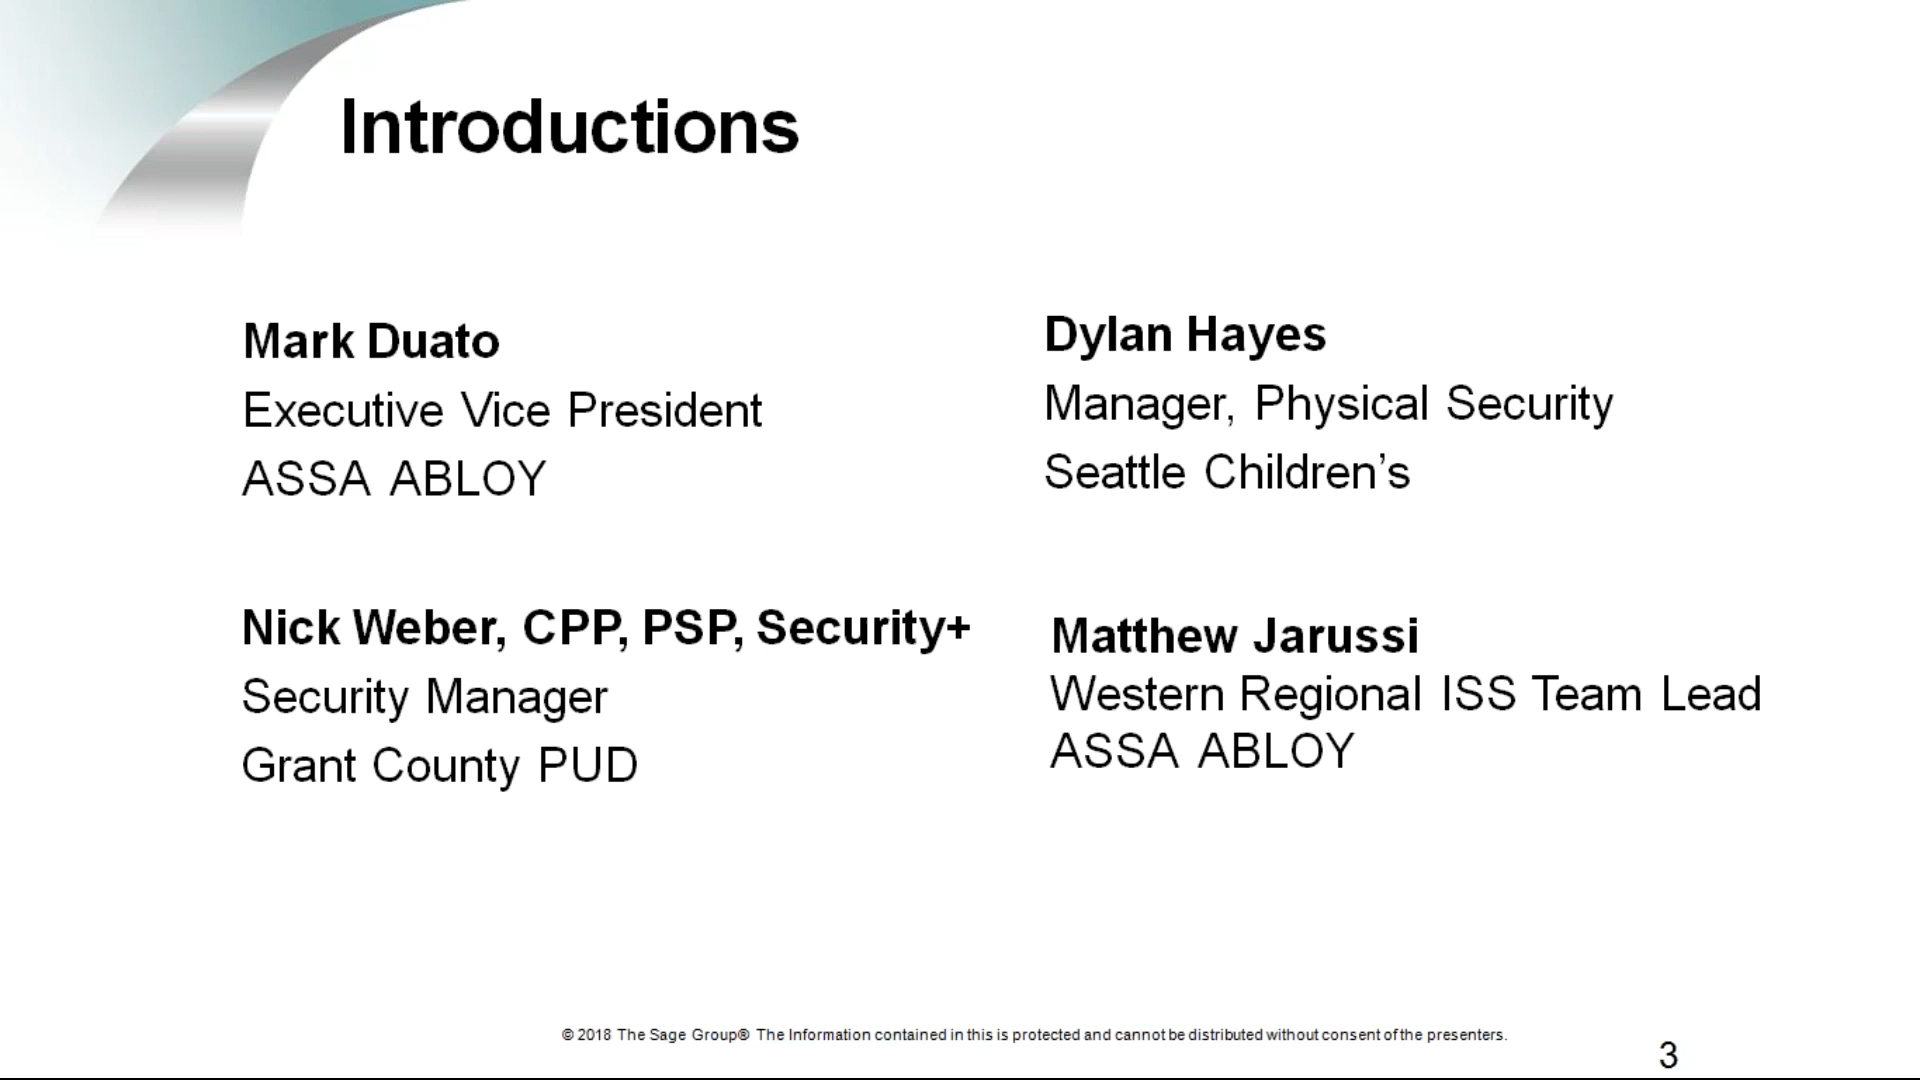 Introductions
Mark Duato
Executive Vice President
ASSA ABLOY
Dylan Hayes
Manager, Physical Security
Seattle Children’s
Nick Weber, CPP, PSP, Security+
Security Manager
Grant County PUD
Matthew Jarussi
Western Regional ISS Team Lead
ASSA ABLOY
© 2018 The Sage Group® The Information contained in this is protected and cannot be distributed without consent of the presenters.
3